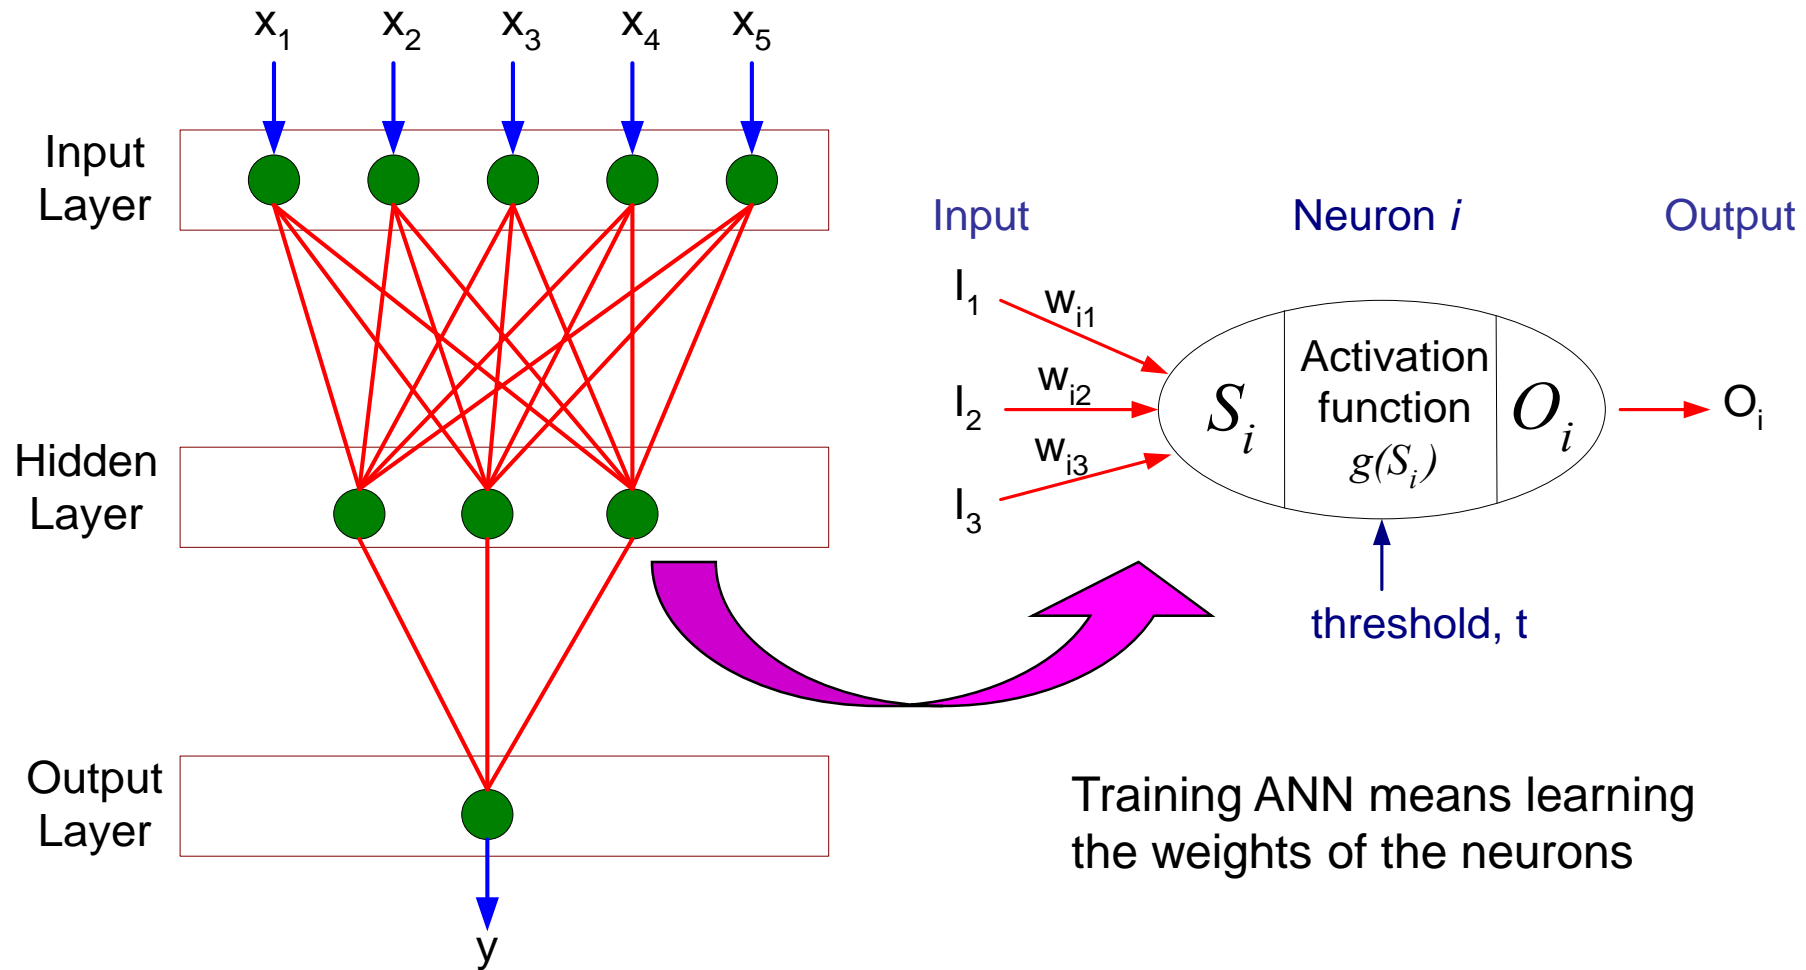 x1 x2 x3 x4 x5
Input
Layer
Hidden
Layer
Output
Layer
y
Input Neuron i Output
I1
wi1
I2
wi2
I3
wi3
Si
Activation
function
g(Si)
Oi
Oi
threshold, t
Training ANN means learning
the weights of the neurons